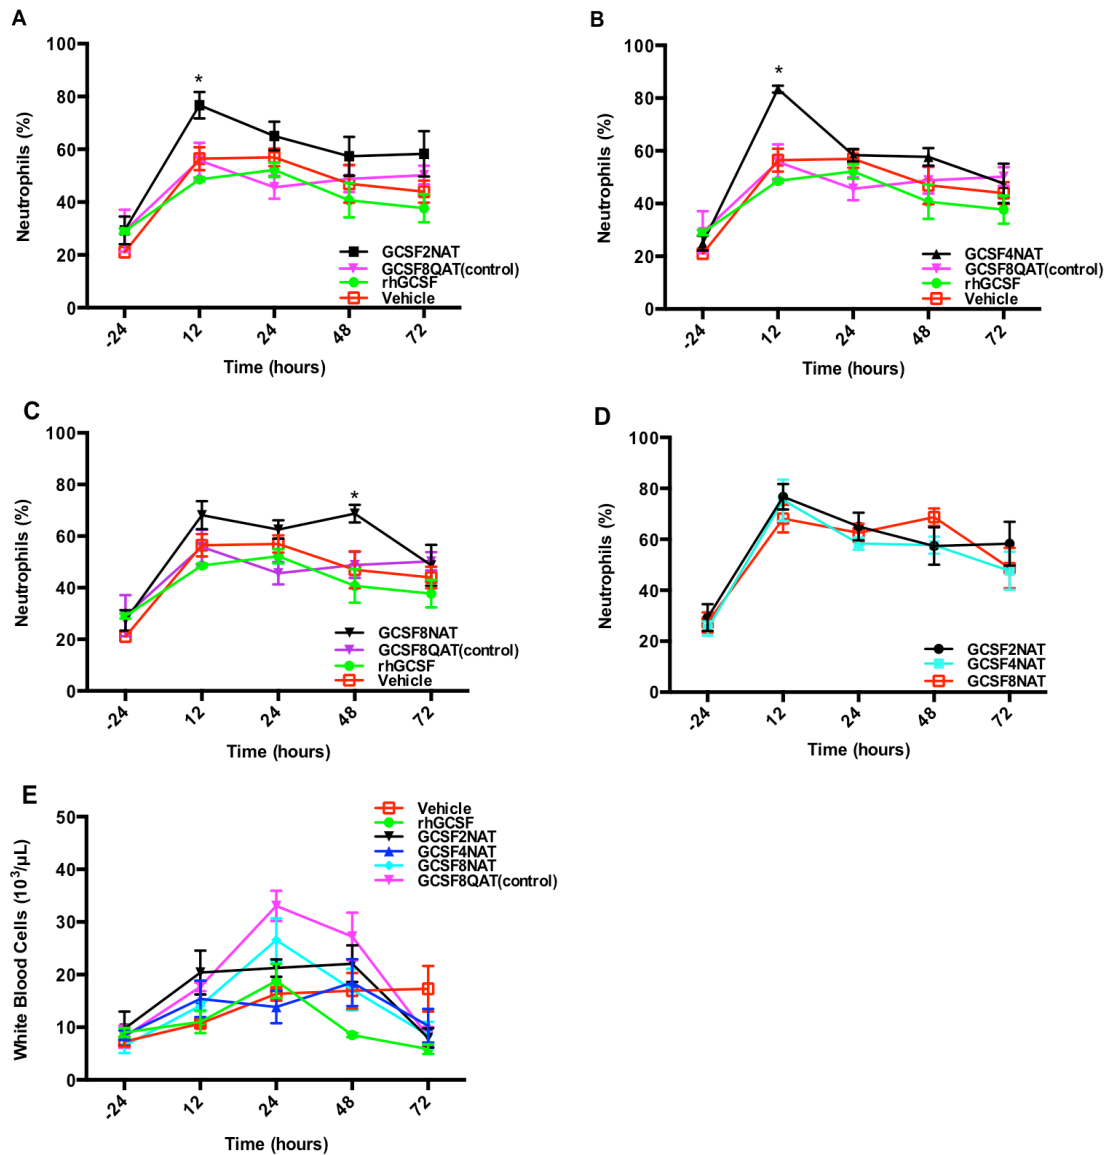 A
Neutrophils (%)
100
80
60
40
20
0
*
GCSF2NAT
GCSF8QAT(control)
rhGCSF
Vehicle
-24 12 24 48 72
Time (hours)
B
Neutrophils (%)
100
80
60
40
20
0
*
GCSF4NAT
GCSF8QAT(control)
rhGCSF
Vehicle
-24 12 24 48 72
Time (hours)
C
Neutrophils (%)
100
80
60
40
20
0
*
GCSF8NAT
GCSF8QAT(control)
rhGCSF
Vehicle
-24 12 24 48 72
Time (hours)
D
Neutrophils (%)
100
80
60
40
20
0
GCSF2NAT
GCSF4NAT
GCSF8NAT
-24 12 24 48 72
Time (hours)
E
White Blood Cells (10³/µL)
50
40
30
20
10
0
Vehicle
rhGCSF
GCSF2NAT
GCSF4NAT
GCSF8NAT
GCSF8QAT(control)
-24 12 24 48 72
Time (hours)